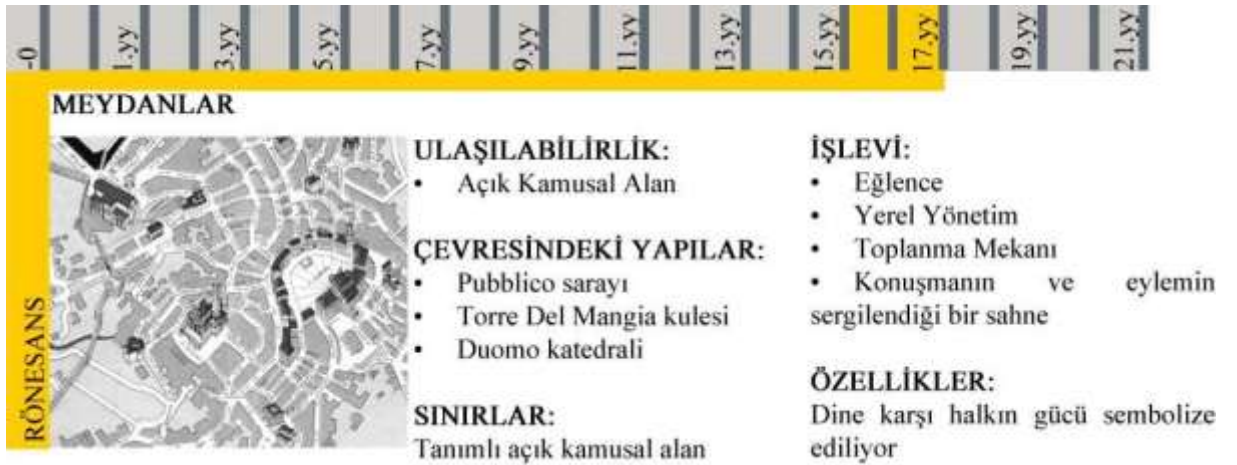 -0
1.yy
3.yy
5.yy
7.yy
9.yy
11.yy
13.yy
15.yy
17.yy
19.yy
21.yy
RÖNESANS
MEYDANLAR
ULAŞILABİLİRLİK:
• Açık Kamusal Alan
ÇEVRESİNDEKİ YAPILAR:
• Pubblico sarayı
• Torre Del Mangia kulesi
• Duomo katedrali
SINIRLAR:
Tanımlı açık kamusal alan
İŞLEVİ:
• Eğlence
• Yerel Yönetim
• Toplanma Mekanı
• Konuşmanın ve eylemin
sergilendiği bir sahne
ÖZELLİKLER:
Dine karşı halkın gücü sembolize
ediliyor